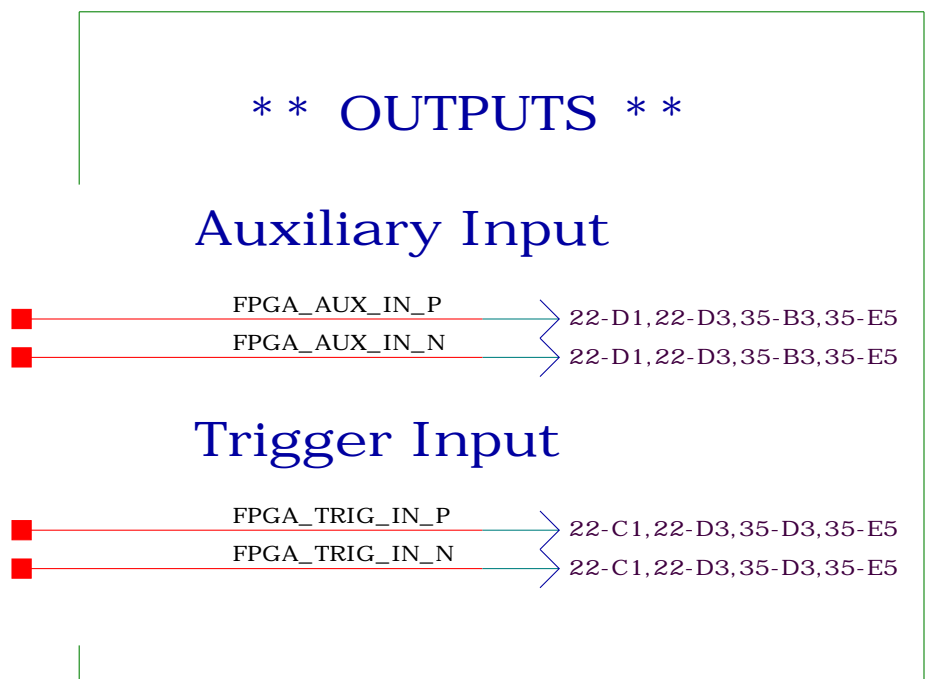 ** OUTPUTS **
Auxiliary Input
FPGA_AUX_IN_P 22-D1,22-D3,35-B3,35-E5
FPGA_AUX_IN_N 22-D1,22-D3,35-B3,35-E5
Trigger Input
FPGA_TRIG_IN_P 22-C1,22-D3,35-D3,35-E5
FPGA_TRIG_IN_N 22-C1,22-D3,35-D3,35-E5